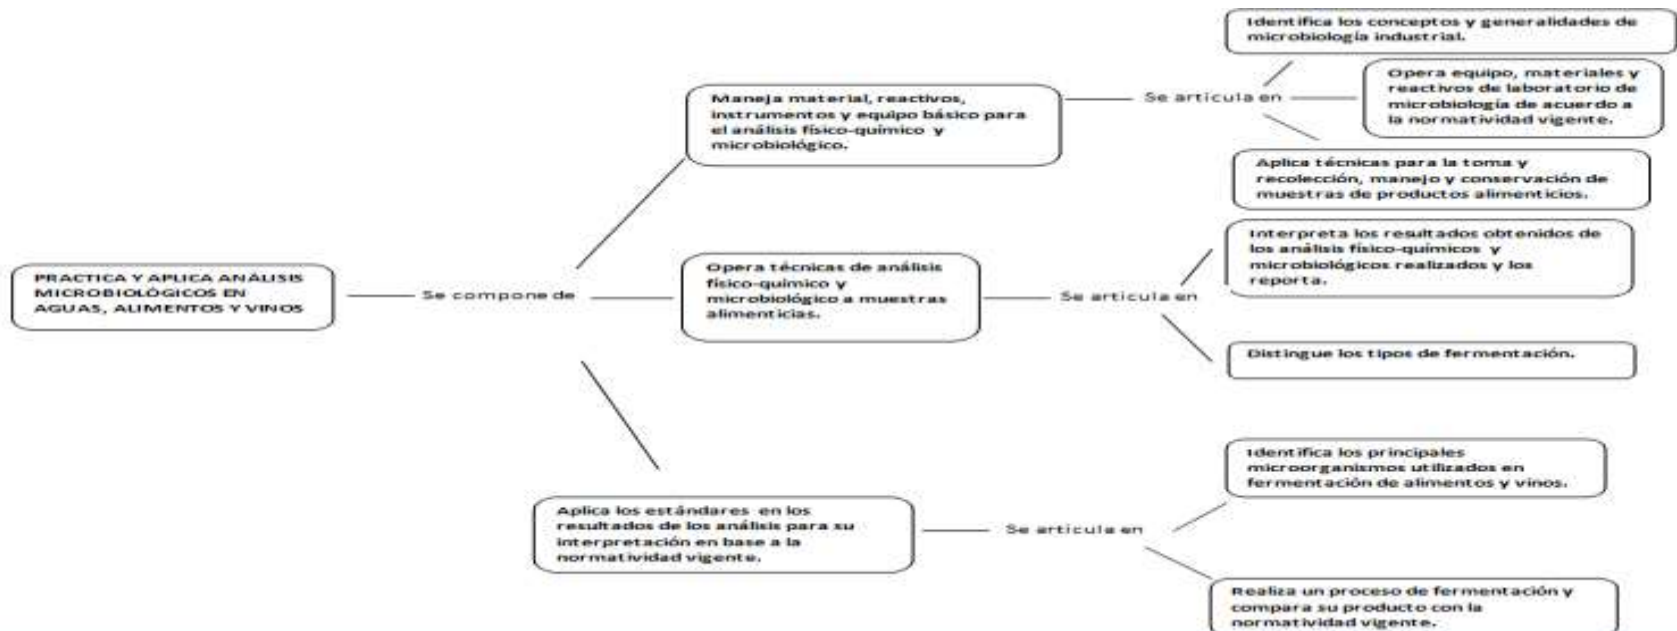 PRACTICA Y APLICA ANÁLISIS
MICROBIOLÓGICOS EN
AGUAS, ALIMENTOS Y VINOS
Se compone de
Maneja material, reactivos,
instrumentos y equipo básico para
el análisis físico-químico y
microbiológico.
Se artícula en
Identifica los conceptos y generalidades de
microbiología industrial.
Opera equipo, materiales y
reactivos de laboratorio de
microbiología de acuerdo a
la normatividad vigente.
Aplica técnicas para la toma y
recolección, manejo y conservación de
muestras de productos alimenticios.
Opera técnicas de análisis
físico-químico y
microbiológico a muestras
alimenticias.
Se artícula en
Interpreta los resultados obtenidos de
los análisis físico-químicos y
microbiológicos realizados y los
reporta.
Distingue los tipos de fermentación.
Aplica los estándares en los
resultados de los análisis para su
interpretación en base a la
normatividad vigente.
Se artícula en
Identifica los principales
microorganismos utilizados en
fermentación de alimentos y vinos.
Realiza un proceso de fermentación y
compara su producto con la
normatividad vigente.